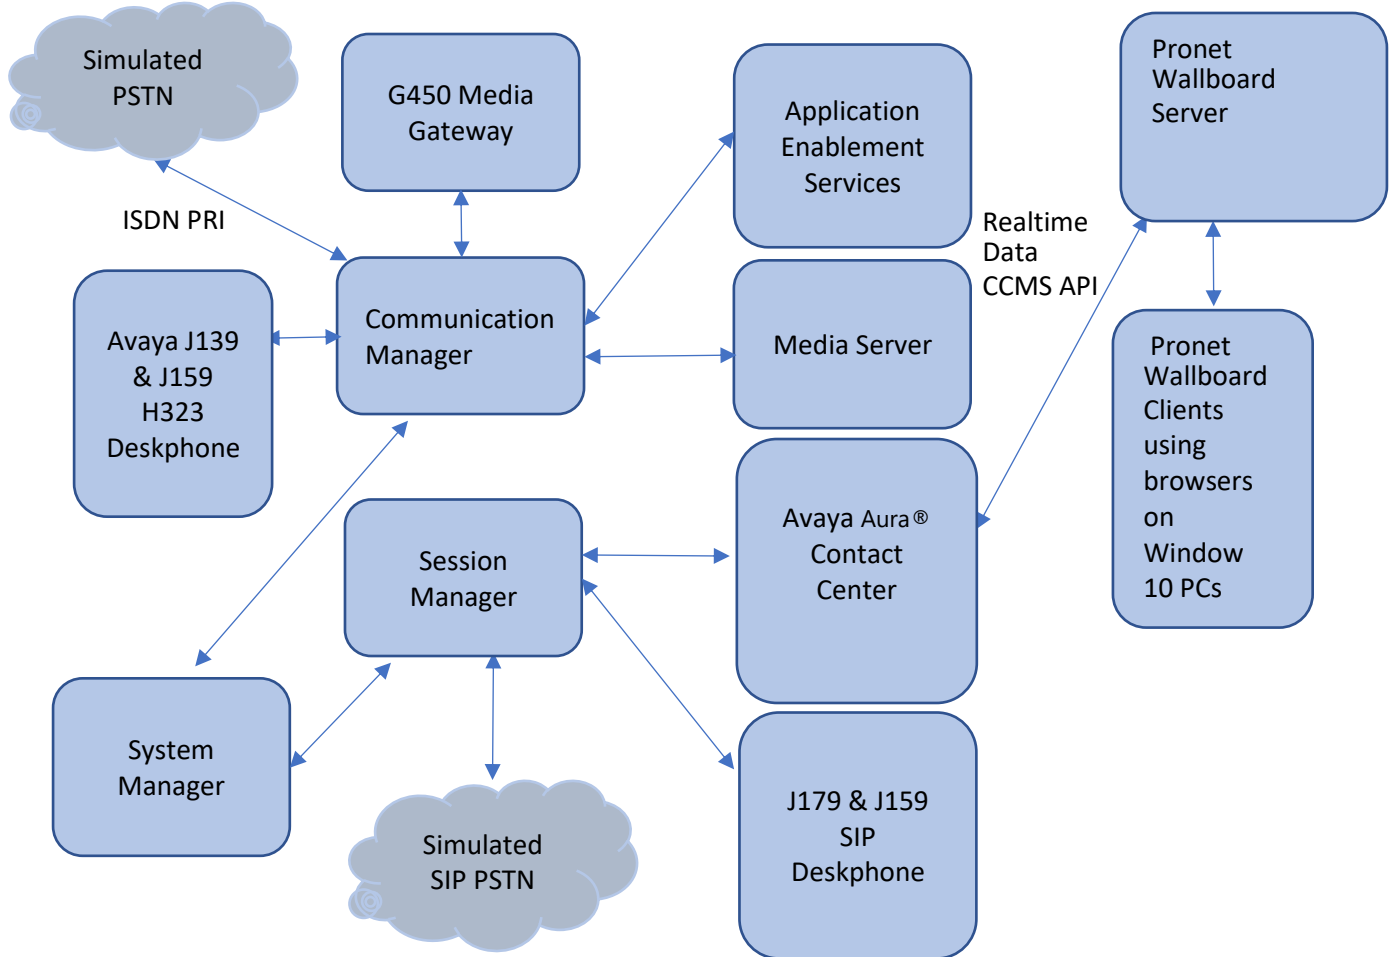 Simulated
PSTN
G450 Media
Gateway
Application
Enablement
Services
Pronet
Wallboard
Server
ISDN PRI
Realtime
Data
CCMS API
Avaya J139
& J159
H323
Deskphone
Communication
Manager
Media Server
Pronet
Wallboard
Clients
using
browsers
on
Window
10 PCs
Session
Manager
Avaya Aura®
Contact
Center
System
Manager
Simulated
SIP PSTN
J179 & J159
SIP
Deskphone